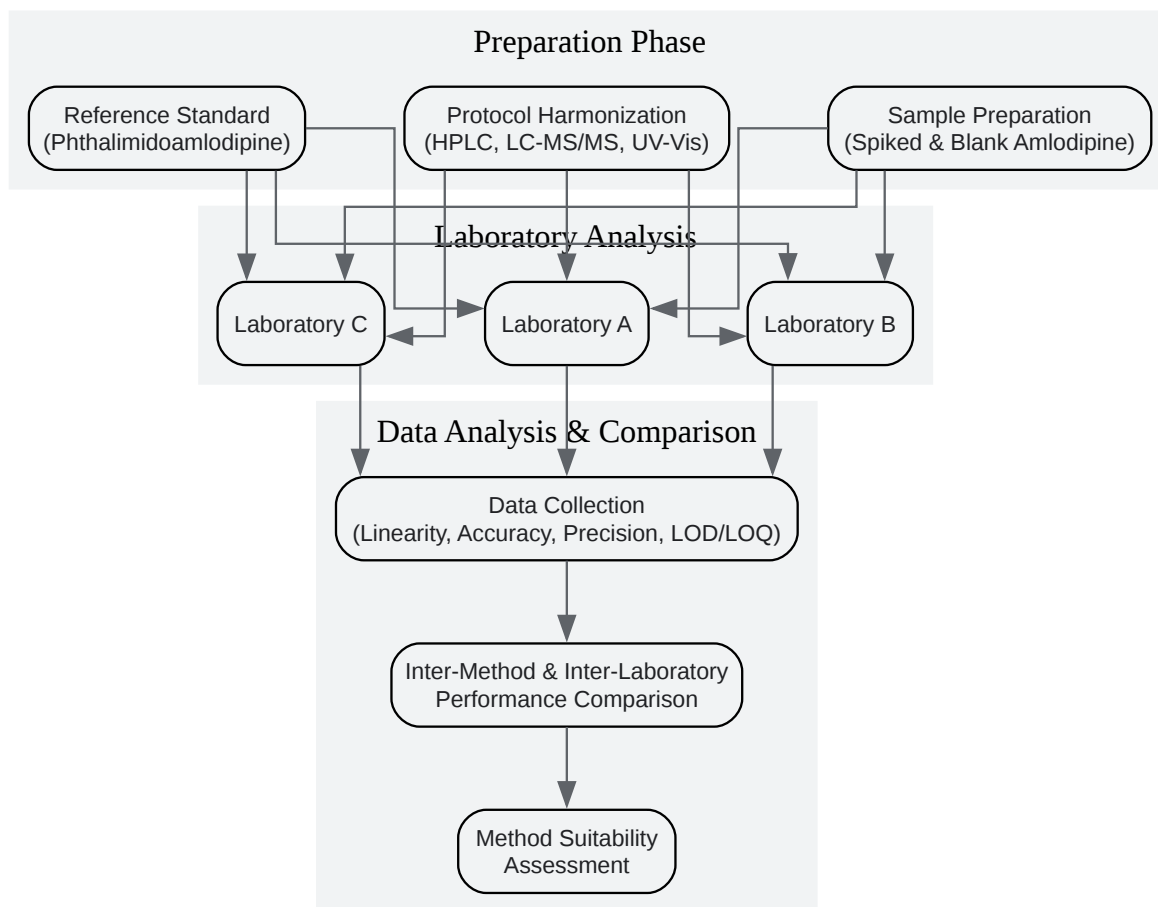 Preparation Phase
Reference Standard
(Phthalimidoamlodipine)
Protocol Harmonization
(HPLC, LC-MS/MS, UV-Vis)
Sample Preparation
(Spiked & Blank Amlodipine)
Laboratory Analysis
Laboratory C
Laboratory A
Laboratory B
Data Analysis & Comparison
Data Collection
(Linearity, Accuracy, Precision, LOD/LOQ)
Inter-Method & Inter-Laboratory
Performance Comparison
Method Suitability
Assessment